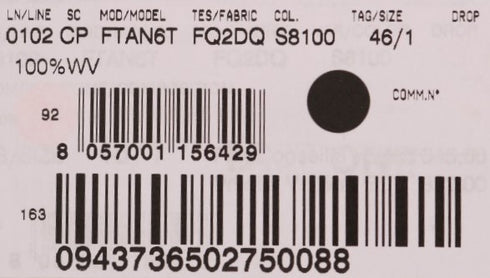 LN/LINE SC MOD/MODEL TES/FABRIC COL. TAG/SIZE DROP
0102 CP FTAN6T FQ2DQ S8100 46/1
100%WV
COMM.N°
92
8 057001 156429
163
0943736502750088